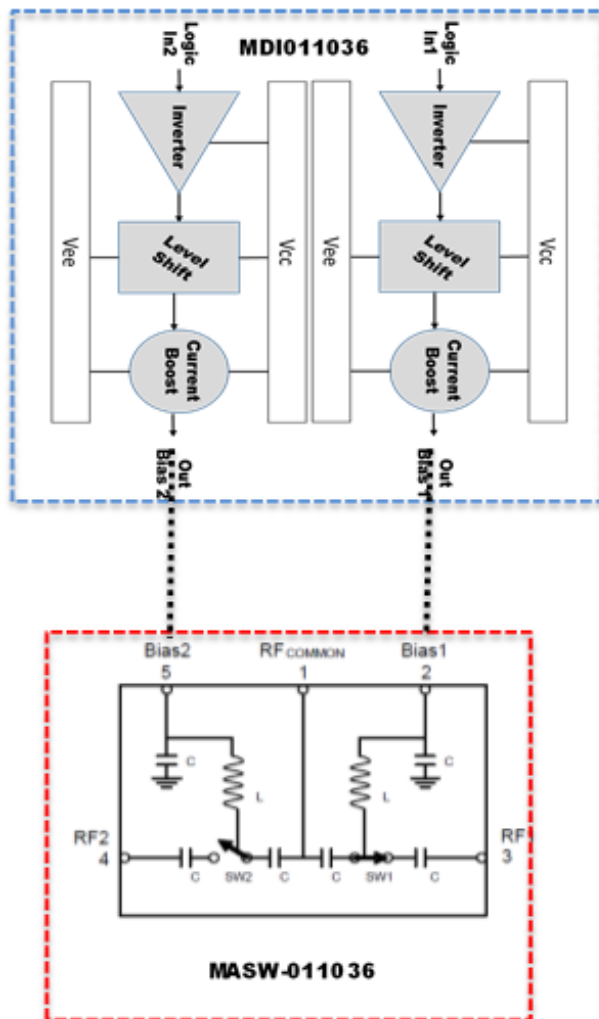 MDI011036
Logic
In2
Logic
In1
Inverter
Inverter
Vee
Level
Shift
Vcc
Vee
Level
Shift
Vcc
Current
Boost
Current
Boost
Out
Bias 2
Out
Bias 1
Bias2
RFCOMMON
Bias1
5
1
2
C
C
L
L
RF2
4
RF
3
C
SW2
C
C
SW1
C
MASW-011036